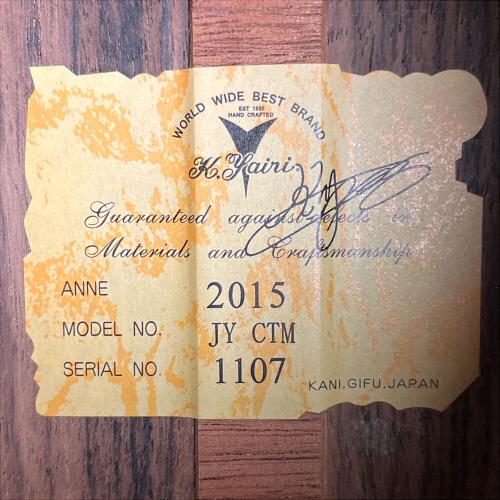 WORLD WIDE BEST BRAND
EST 1935
HAND CRAFTED
K.Yairi
Guaranteed against defects in
Materials and Craftsmanship
ANNE 2015
MODEL NO. JY CTM
SERIAL NO. 1107
KANI.GIFU.JAPAN